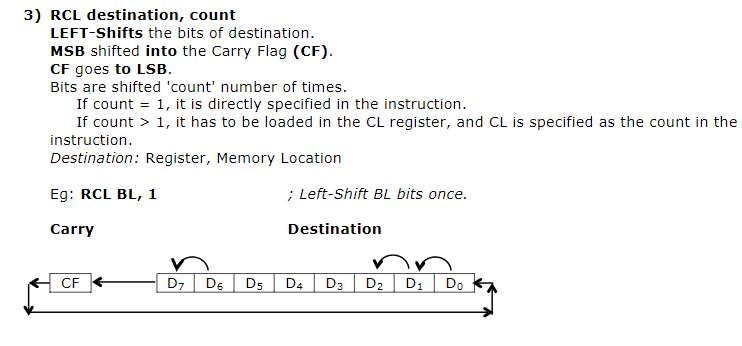 3) RCL destination, count
LEFT-Shifts the bits of destination.
MSB shifted into the Carry Flag (CF).
CF goes to LSB.
Bits are shifted 'count' number of times.
If count = 1, it is directly specified in the instruction.
If count > 1, it has to be loaded in the CL register, and CL is specified as the count in the
instruction.
Destination: Register, Memory Location
Eg: RCL BL, 1 ; Left-Shift BL bits once.
Carry Destination
CF D7 D6 D5 D4 D3 D2 D1 D0